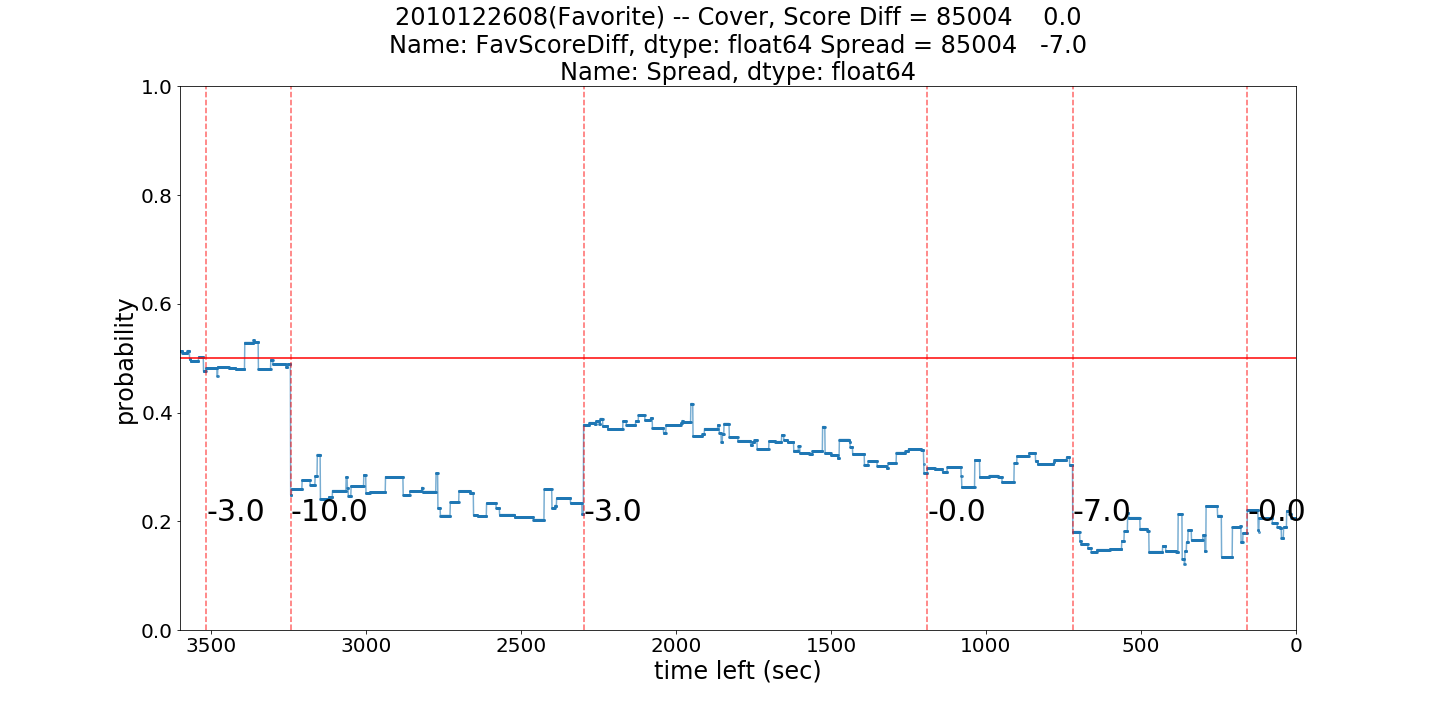 2010122608(Favorite) -- Cover, Score Diff = 85004    0.0
Name: FavScoreDiff, dtype: float64 Spread = 85004   -7.0
Name: Spread, dtype: float64
1.0
0.8
0.6
0.4
0.2
0.0
probability
-3.0
-10.0
-3.0
-0.0
-7.0
-0.0
3500 3000 2500 2000 1500 1000 500 0
time left (sec)